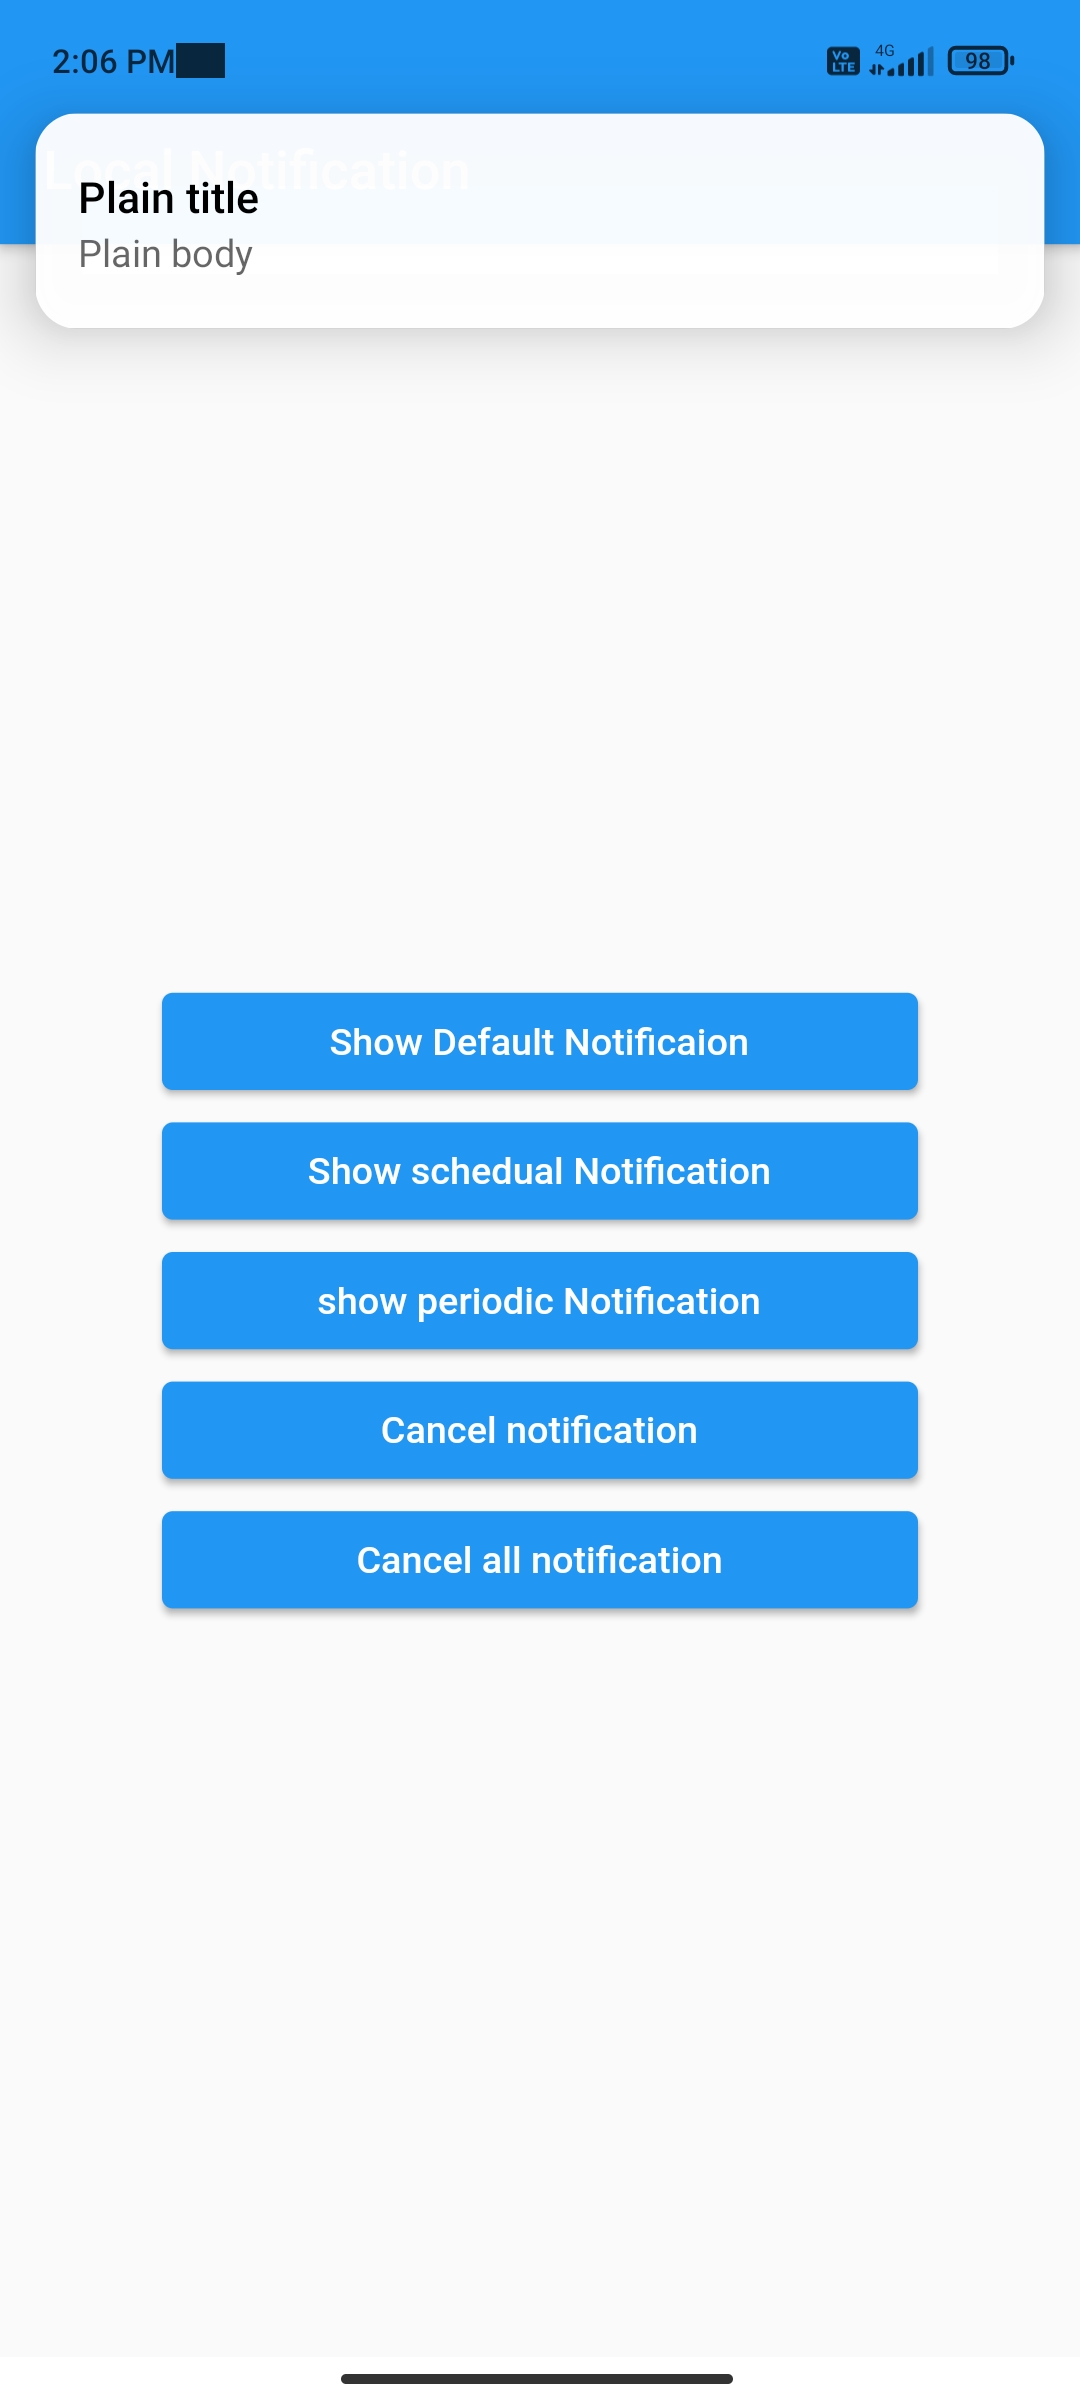 2:06 PM
Vo
LTE
4G
98
Local Notification
Plain title
Plain body
Show Default Notificaion
Show schedual Notification
show periodic Notification
Cancel notification
Cancel all notification